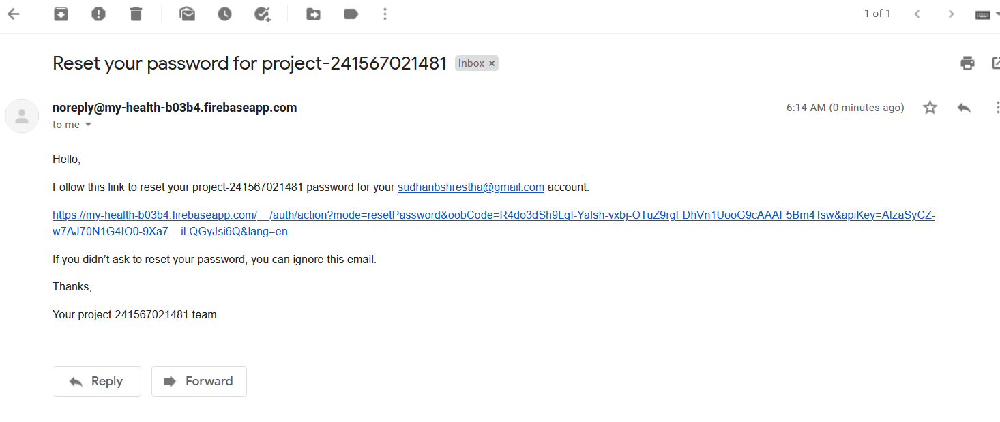 1 of 1
Reset your password for project-241567021481 Inbox ×
noreply@my-health-b03b4.firebaseapp.com 6:14 AM (0 minutes ago)
to me
Hello,
Follow this link to reset your project-241567021481 password for your sudhanbshrestha@gmail.com account.
https://my-health-b03b4.firebaseapp.com/__/auth/action?mode=resetPassword&oobCode=R4do3dSh9LqI-YaIsh-vxbj-OTuZ9rgFDhVn1UooG9cAAAF5Bm4Tsw&apiKey=AIzaSyCZ-
w7AJ70N1G4IO0-9Xa7__iLQGyJsi6Q&lang=en
If you didn’t ask to reset your password, you can ignore this email.
Thanks,
Your project-241567021481 team
Reply Forward